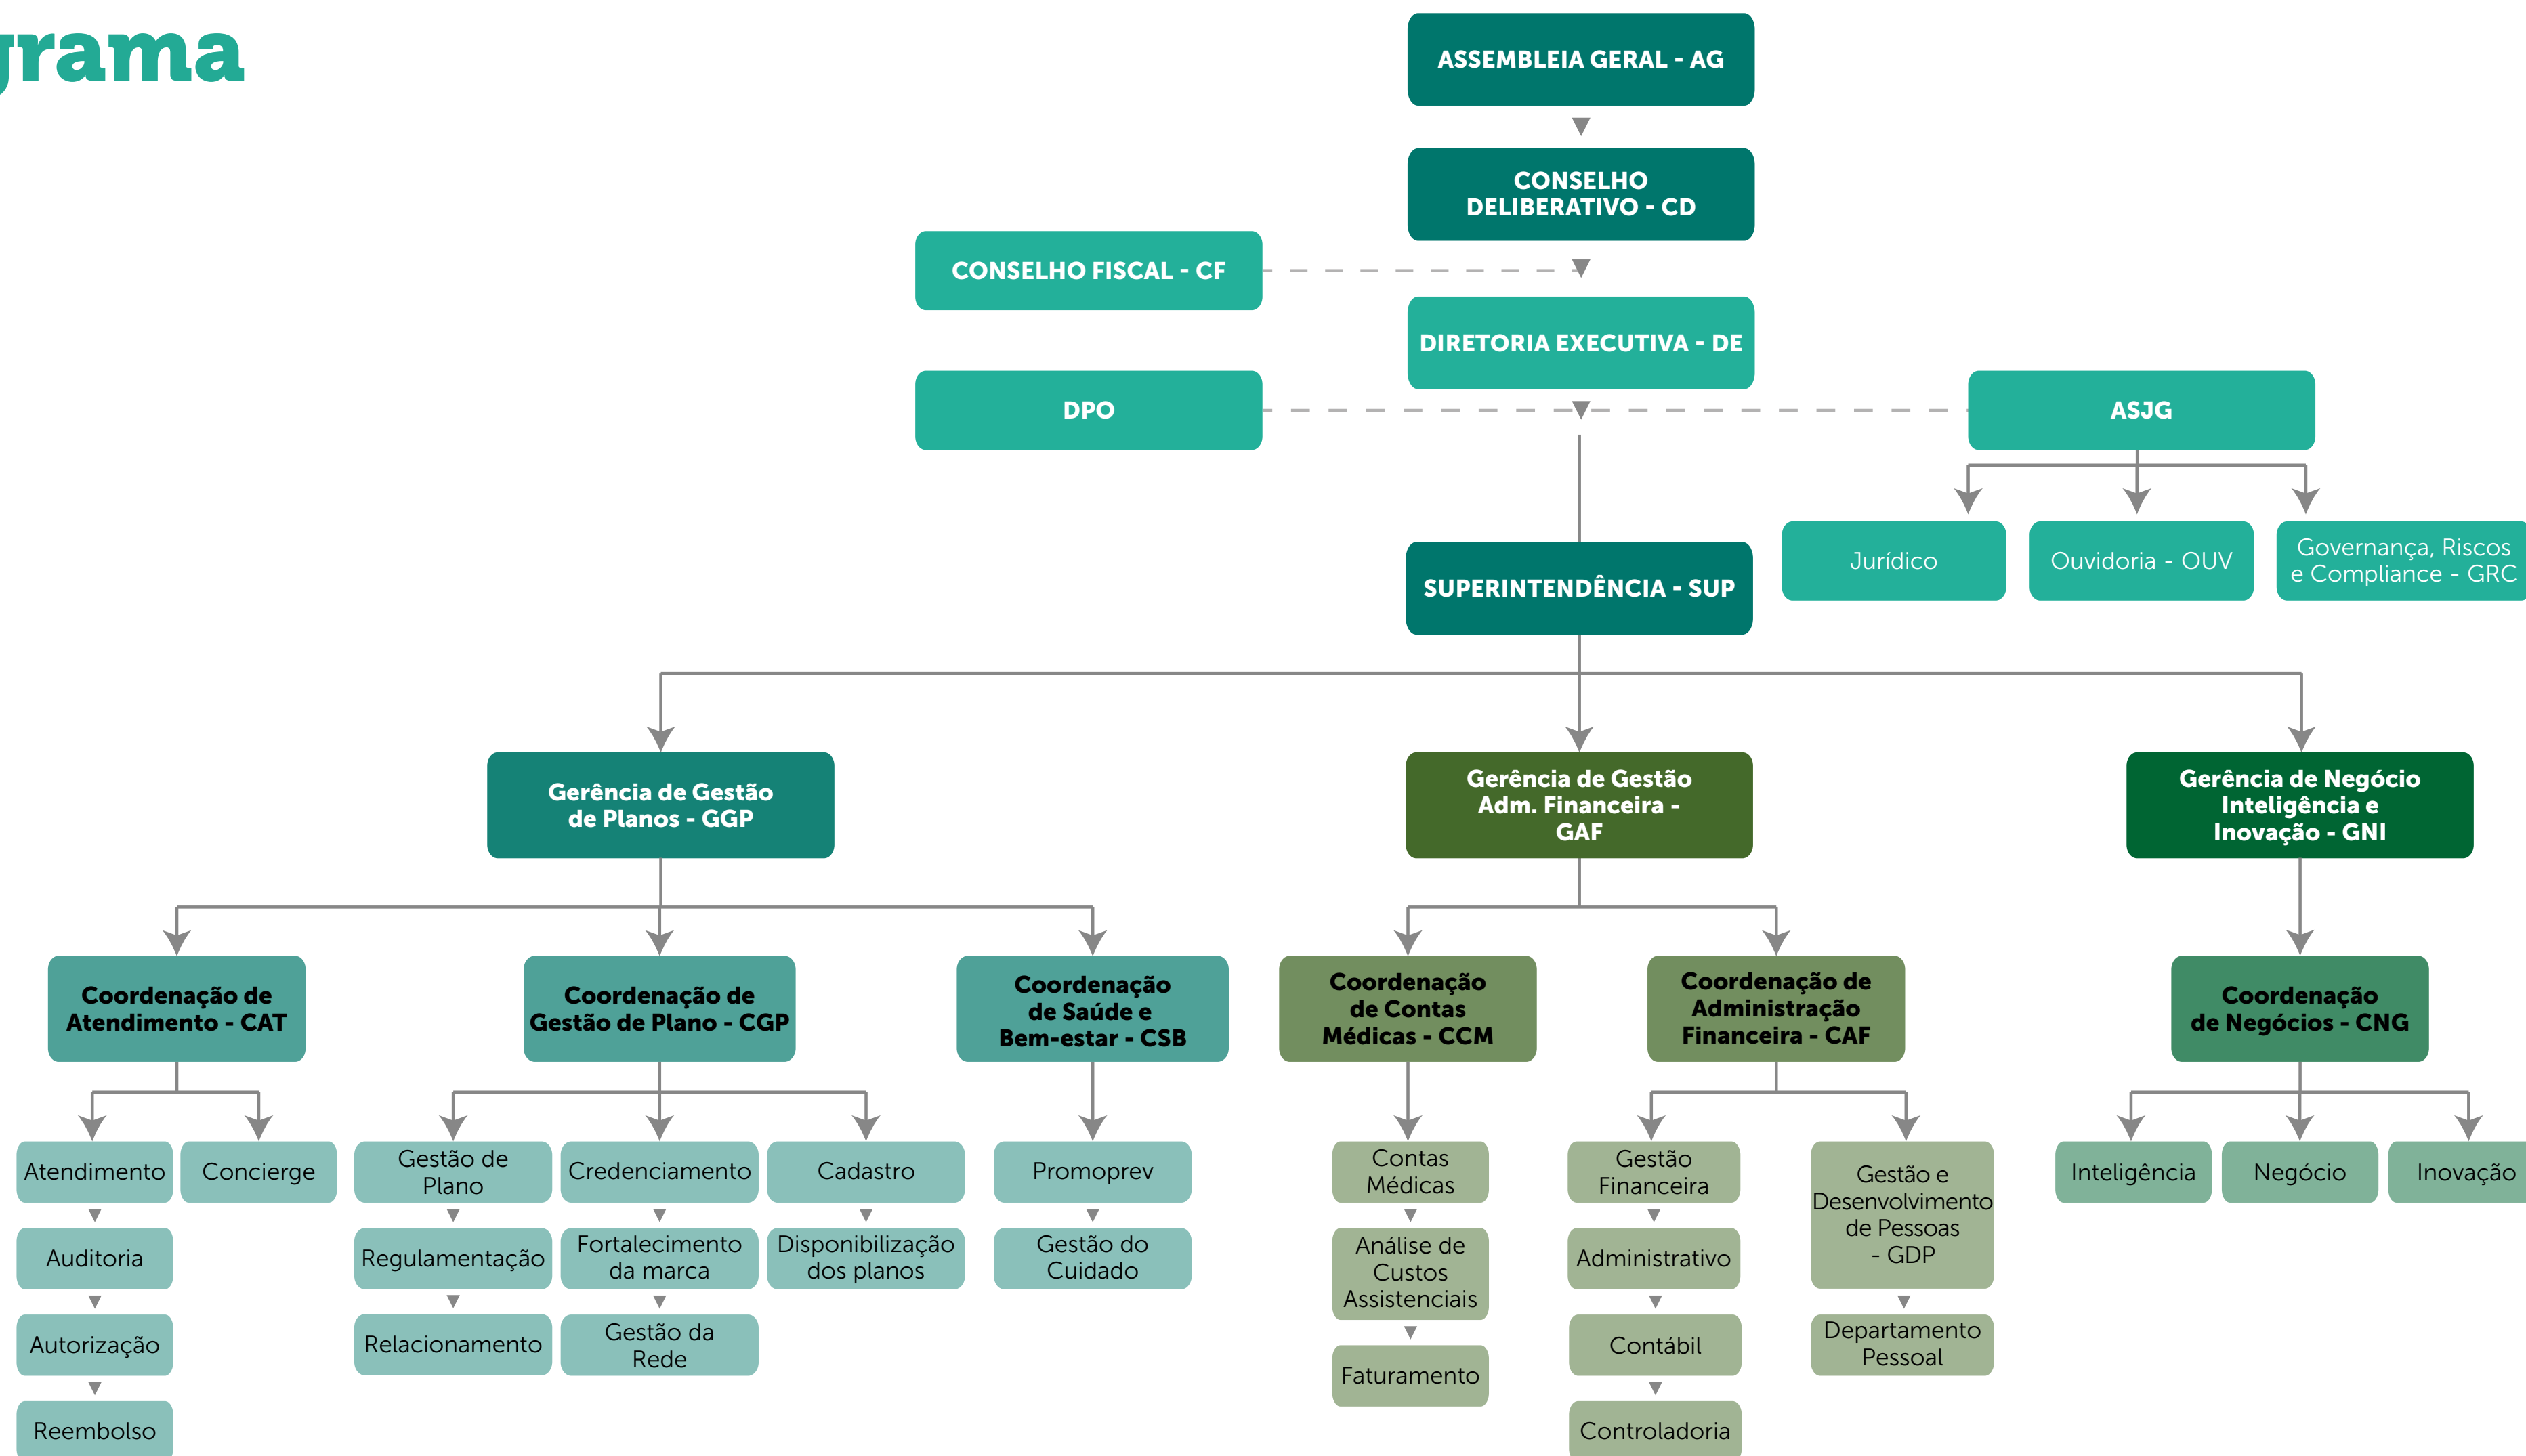 grama
ASSEMBLEIA GERAL - AG
CONSELHO
DELIBERATIVO - CD
CONSELHO FISCAL - CF
DIRETORIA EXECUTIVA - DE
DPO
ASJG
Jurídico
Ouvidoria - OUV
Governança, Riscos
e Compliance - GRC
SUPERINTENDÊNCIA - SUP
Gerência de Gestão
de Planos - GGP
Gerência de Gestão
Adm. Financeira -
GAF
Gerência de Negócio
Inteligência e
Inovação - GNI
Coordenação de
Atendimento - CAT
Coordenação de
Gestão de Plano - CGP
Coordenação
de Saúde e
Bem-estar - CSB
Coordenação
de Contas
Médicas - CCM
Coordenação de
Administração
Financeira - CAF
Coordenação
de Negócios - CNG
Atendimento
Auditoria
Autorização
Reembolso
Concierge
Gestão de
Plano
Regulamentação
Relacionamento
Credenciamento
Fortalecimento
da marca
Gestão da
Rede
Cadastro
Disponibilização
dos planos
Promoprev
Gestão do
Cuidado
Contas
Médicas
Análise de
Custos
Assistenciais
Faturamento
Gestão
Financeira
Administrativo
Contábil
Controladoria
Gestão e
Desenvolvimento
de Pessoas
- GDP
Departamento
Pessoal
Inteligência
Negócio
Inovação